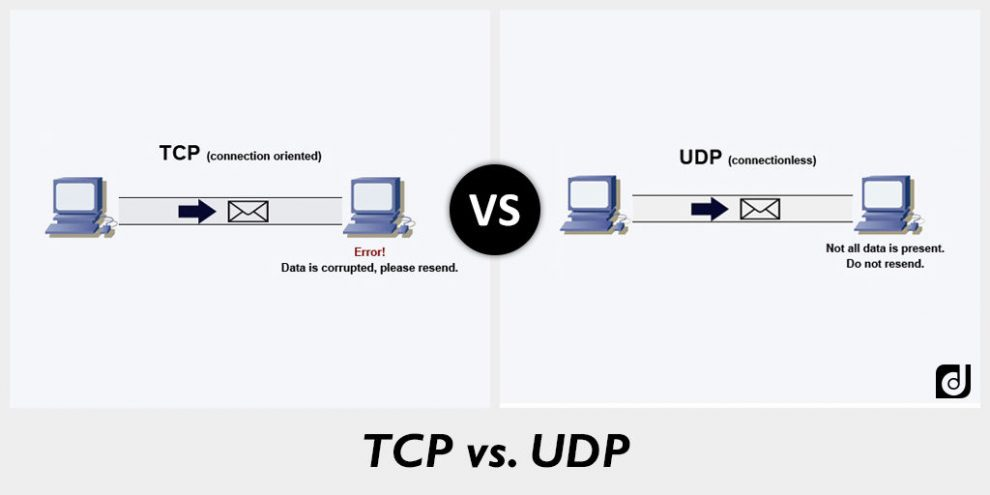 TCP (connection oriented)
Error!
Data is corrupted, please resend.
VS
UDP (connectionless)
Not all data is present.
Do not resend.
TCP vs. UDP